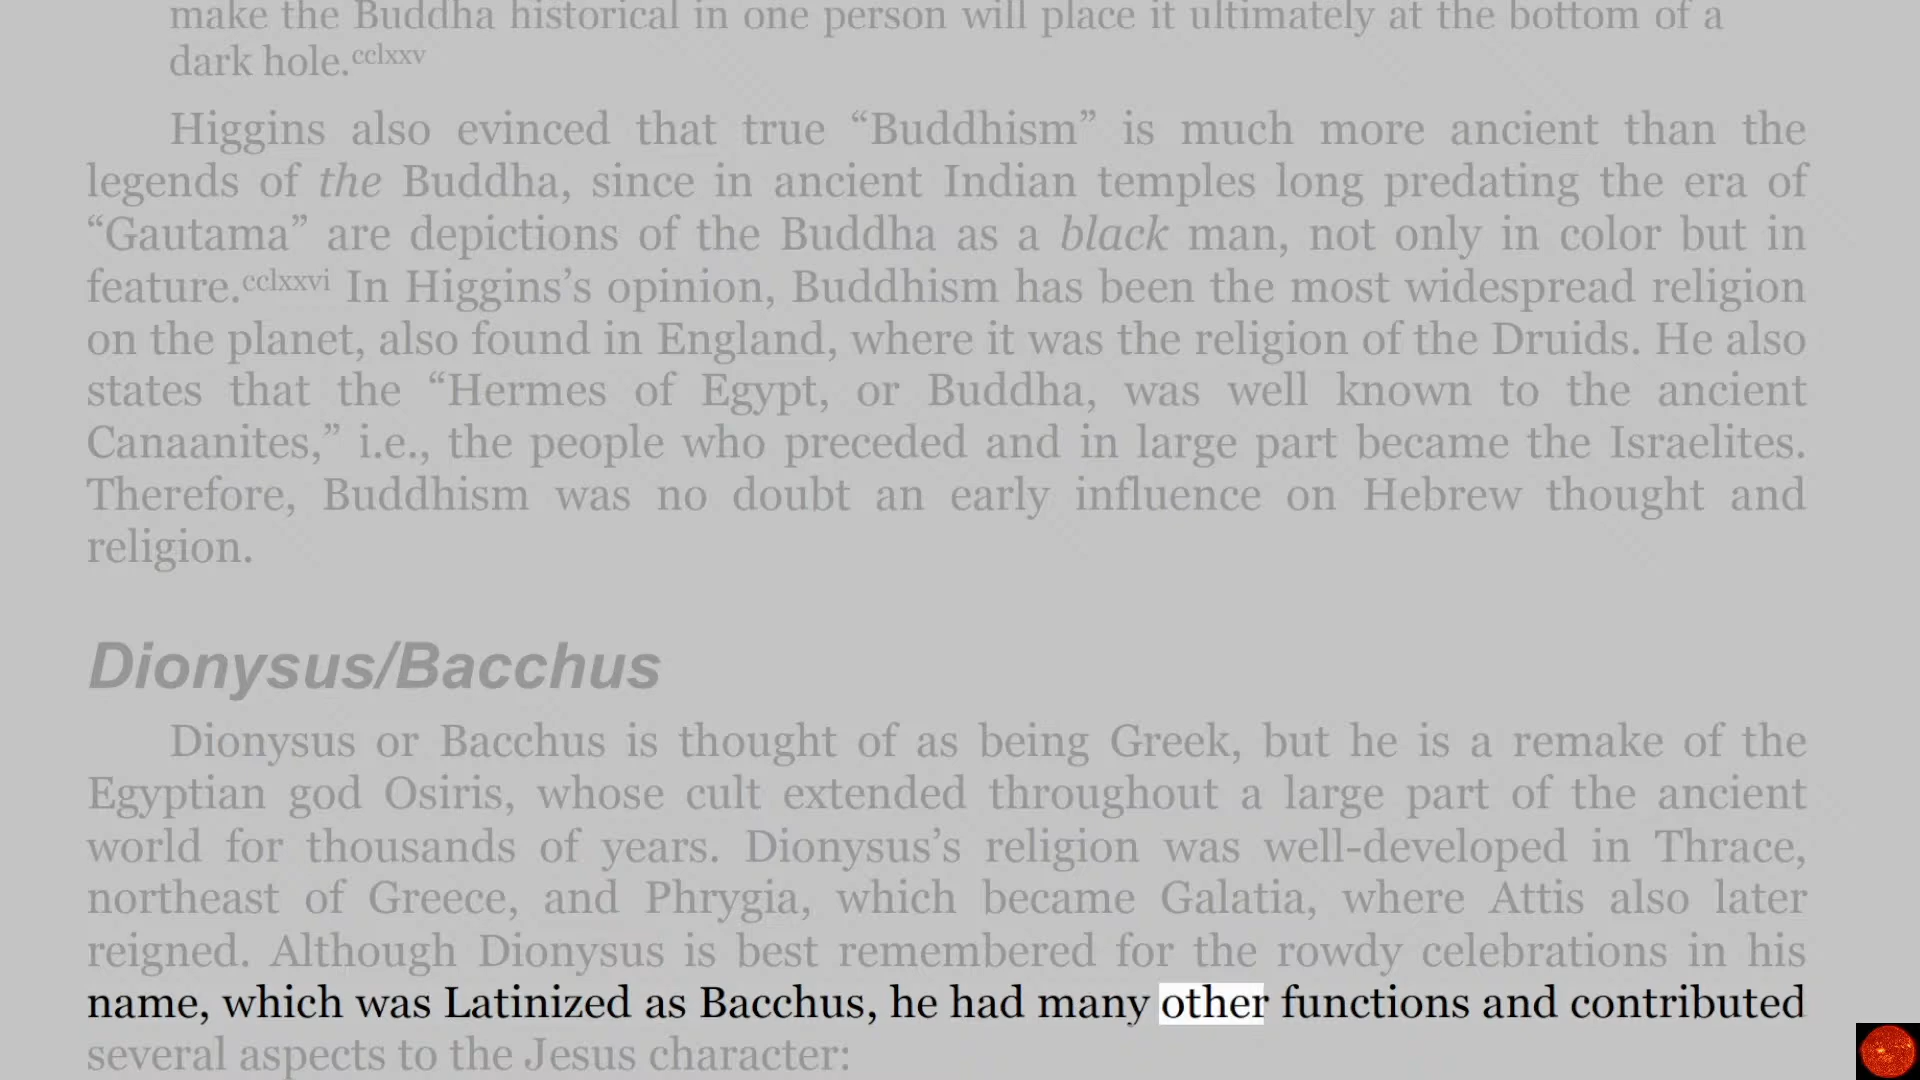 make the Buddha historical in one person will place it ultimately at the bottom of a
dark hole.cclxxv
Higgins also evinced that true “Buddhism” is much more ancient than the
legends of the Buddha, since in ancient Indian temples long predating the era of
“Gautama” are depictions of the Buddha as a black man, not only in color but in
feature.cclxxvi In Higgins’s opinion, Buddhism has been the most widespread religion
on the planet, also found in England, where it was the religion of the Druids. He also
states that the “Hermes of Egypt, or Buddha, was well known to the ancient
Canaanites,” i.e., the people who preceded and in large part became the Israelites.
Therefore, Buddhism was no doubt an early influence on Hebrew thought and
religion.
Dionysus/Bacchus
Dionysus or Bacchus is thought of as being Greek, but he is a remake of the
Egyptian god Osiris, whose cult extended throughout a large part of the ancient
world for thousands of years. Dionysus’s religion was well-developed in Thrace,
northeast of Greece, and Phrygia, which became Galatia, where Attis also later
reigned. Although Dionysus is best remembered for the rowdy celebrations in his
name, which was Latinized as Bacchus, he had many other functions and contributed
several aspects to the Jesus character: